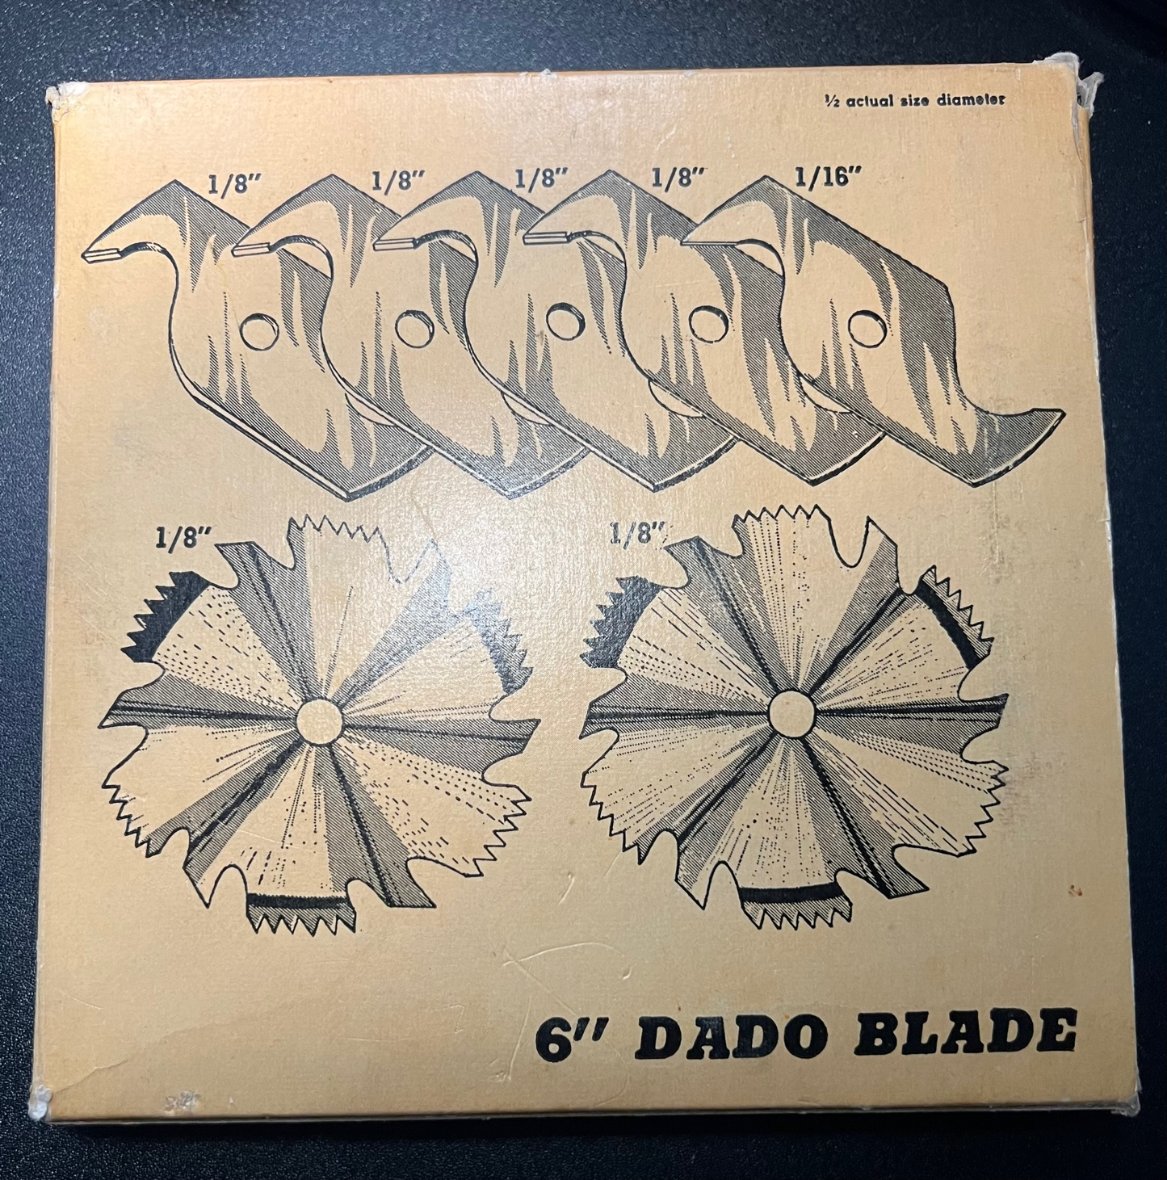 ½ actual size diameter
1/8" 1/8" 1/8" 1/8" 1/16"
1/8" 1/8"
6" DADO BLADE